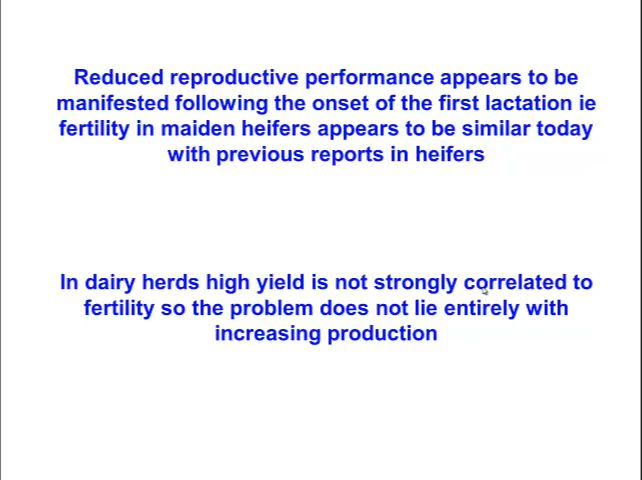 Reduced reproductive performance appears to be
manifested following the onset of the first lactation ie
fertility in maiden heifers appears to be similar today
with previous reports in heifers
In dairy herds high yield is not strongly correlated to
fertility so the problem does not lie entirely with
increasing production